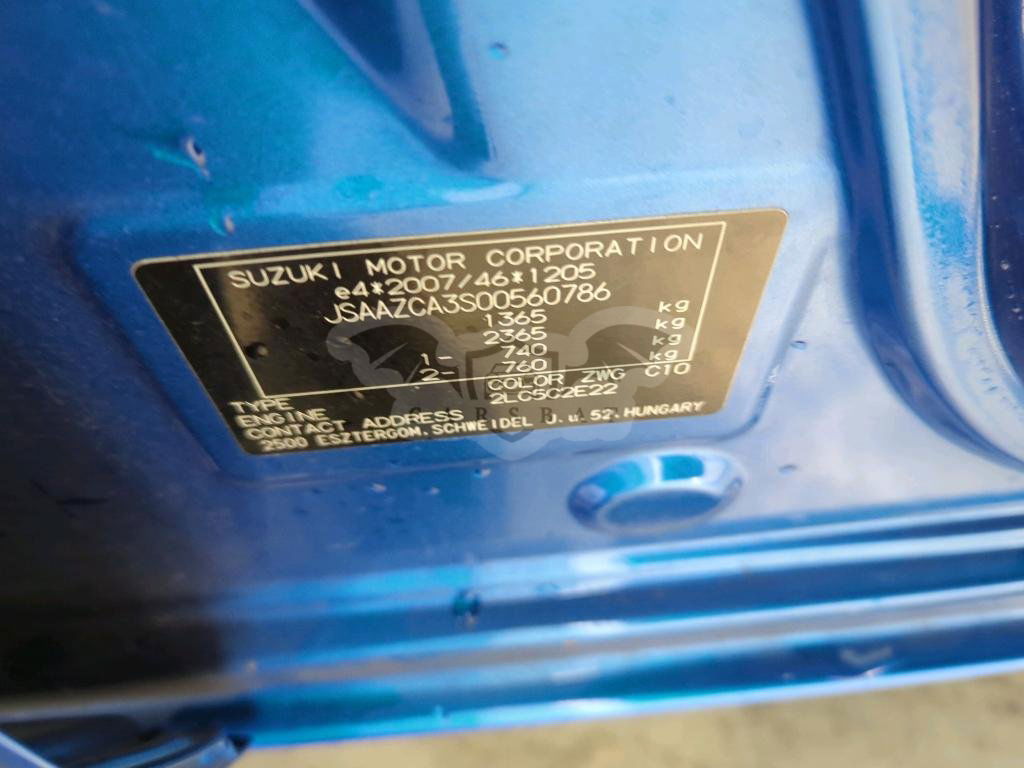 SUZUKI MOTOR CORPORATION
e4*2007/46*1205
JSAAZCA3S00560786
1365 kg
2365 kg
1- 740 kg
2- 760 kg
TYPE COLOR ZWG C10
ENGINE 2LC5C2E22
CONTACT ADDRESS
2500 ESZTERGOM, SCHWEIDEL J.u.52, HUNGARY